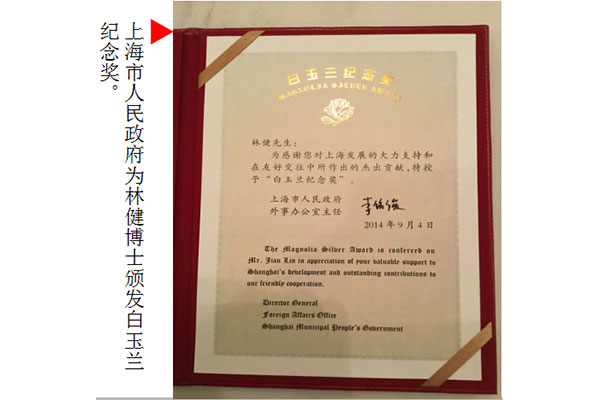 上海市人民政府为林健博士颁发白玉兰
纪念奖。
白玉兰纪念奖
MAGNOLIA SILVER AWARD
林健先生：
为感谢您对上海发展的大力支持和
在友好交往中所作出的杰出贡献，特授
予“白玉兰纪念奖”。
上海市人民政府
外事办公室主任
2014年9月4日
The Magnolia Silver Award is conferred on
Mr. Jian Lin in appreciation of your valuable support to
Shanghai's development and outstanding contributions to
our friendly cooperation.
Director General
Foreign Affairs Office
Shanghai Municipal People's Government